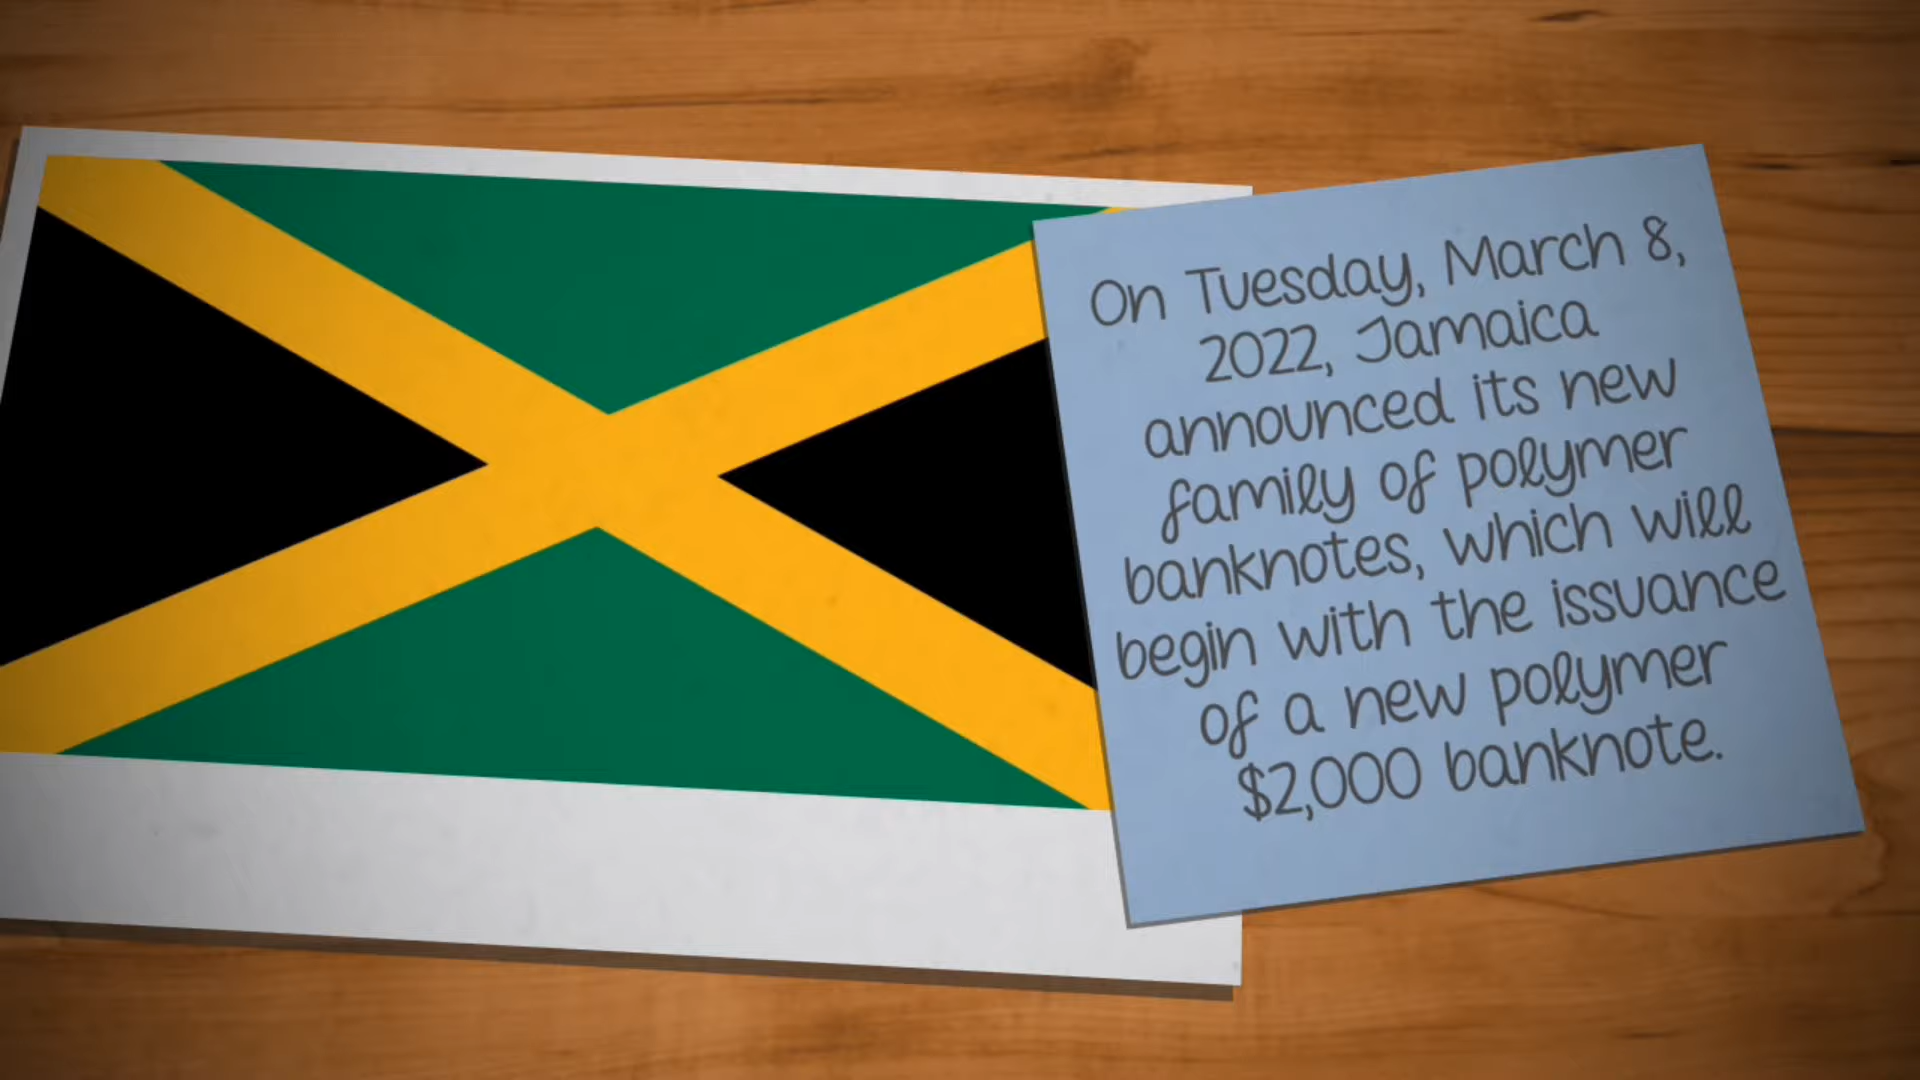 On Tuesday, March 8,
2022, Jamaica
announced its new
family of polymer
banknotes, which will
begin with the issuance
of a new polymer
$2,000 banknote.